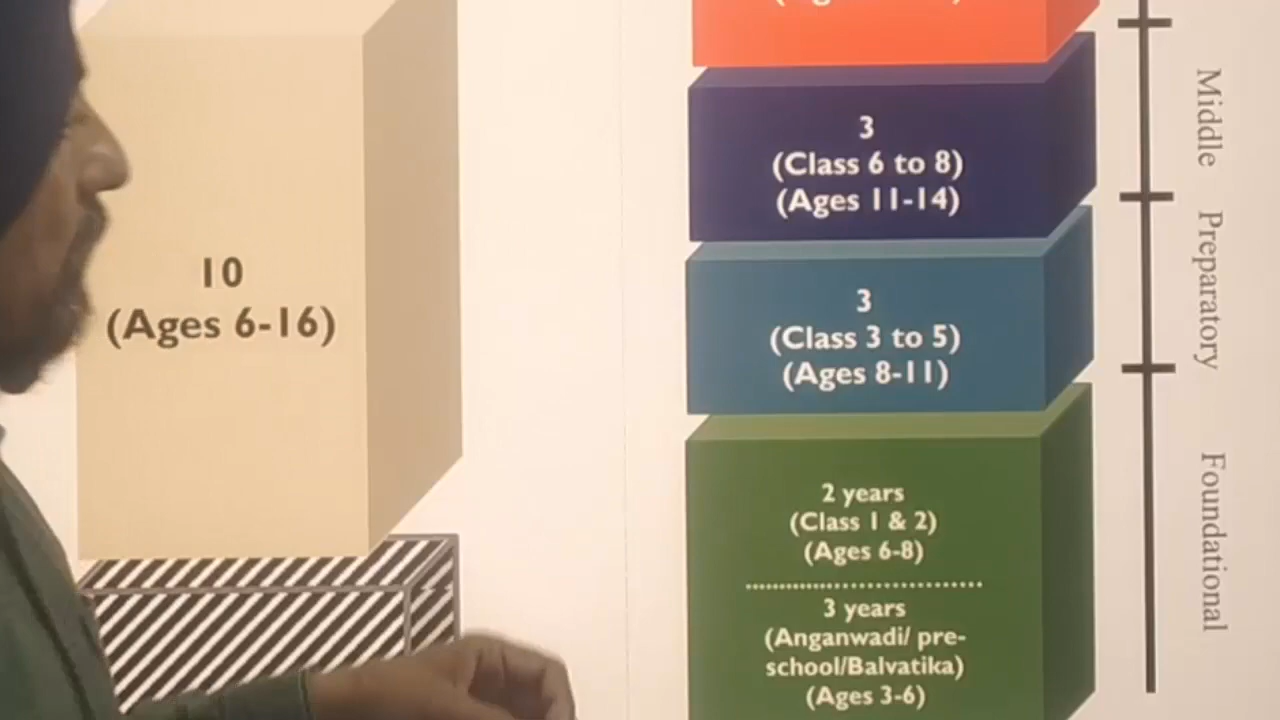 10
(Ages 6-16)
3
(Class 6 to 8)
(Ages 11-14)
3
(Class 3 to 5)
(Ages 8-11)
2 years
(Class 1 & 2)
(Ages 6-8)
3 years
(Anganwadi/ pre-
school/Balvatika)
(Ages 3-6)
Middle
Preparatory
Foundational